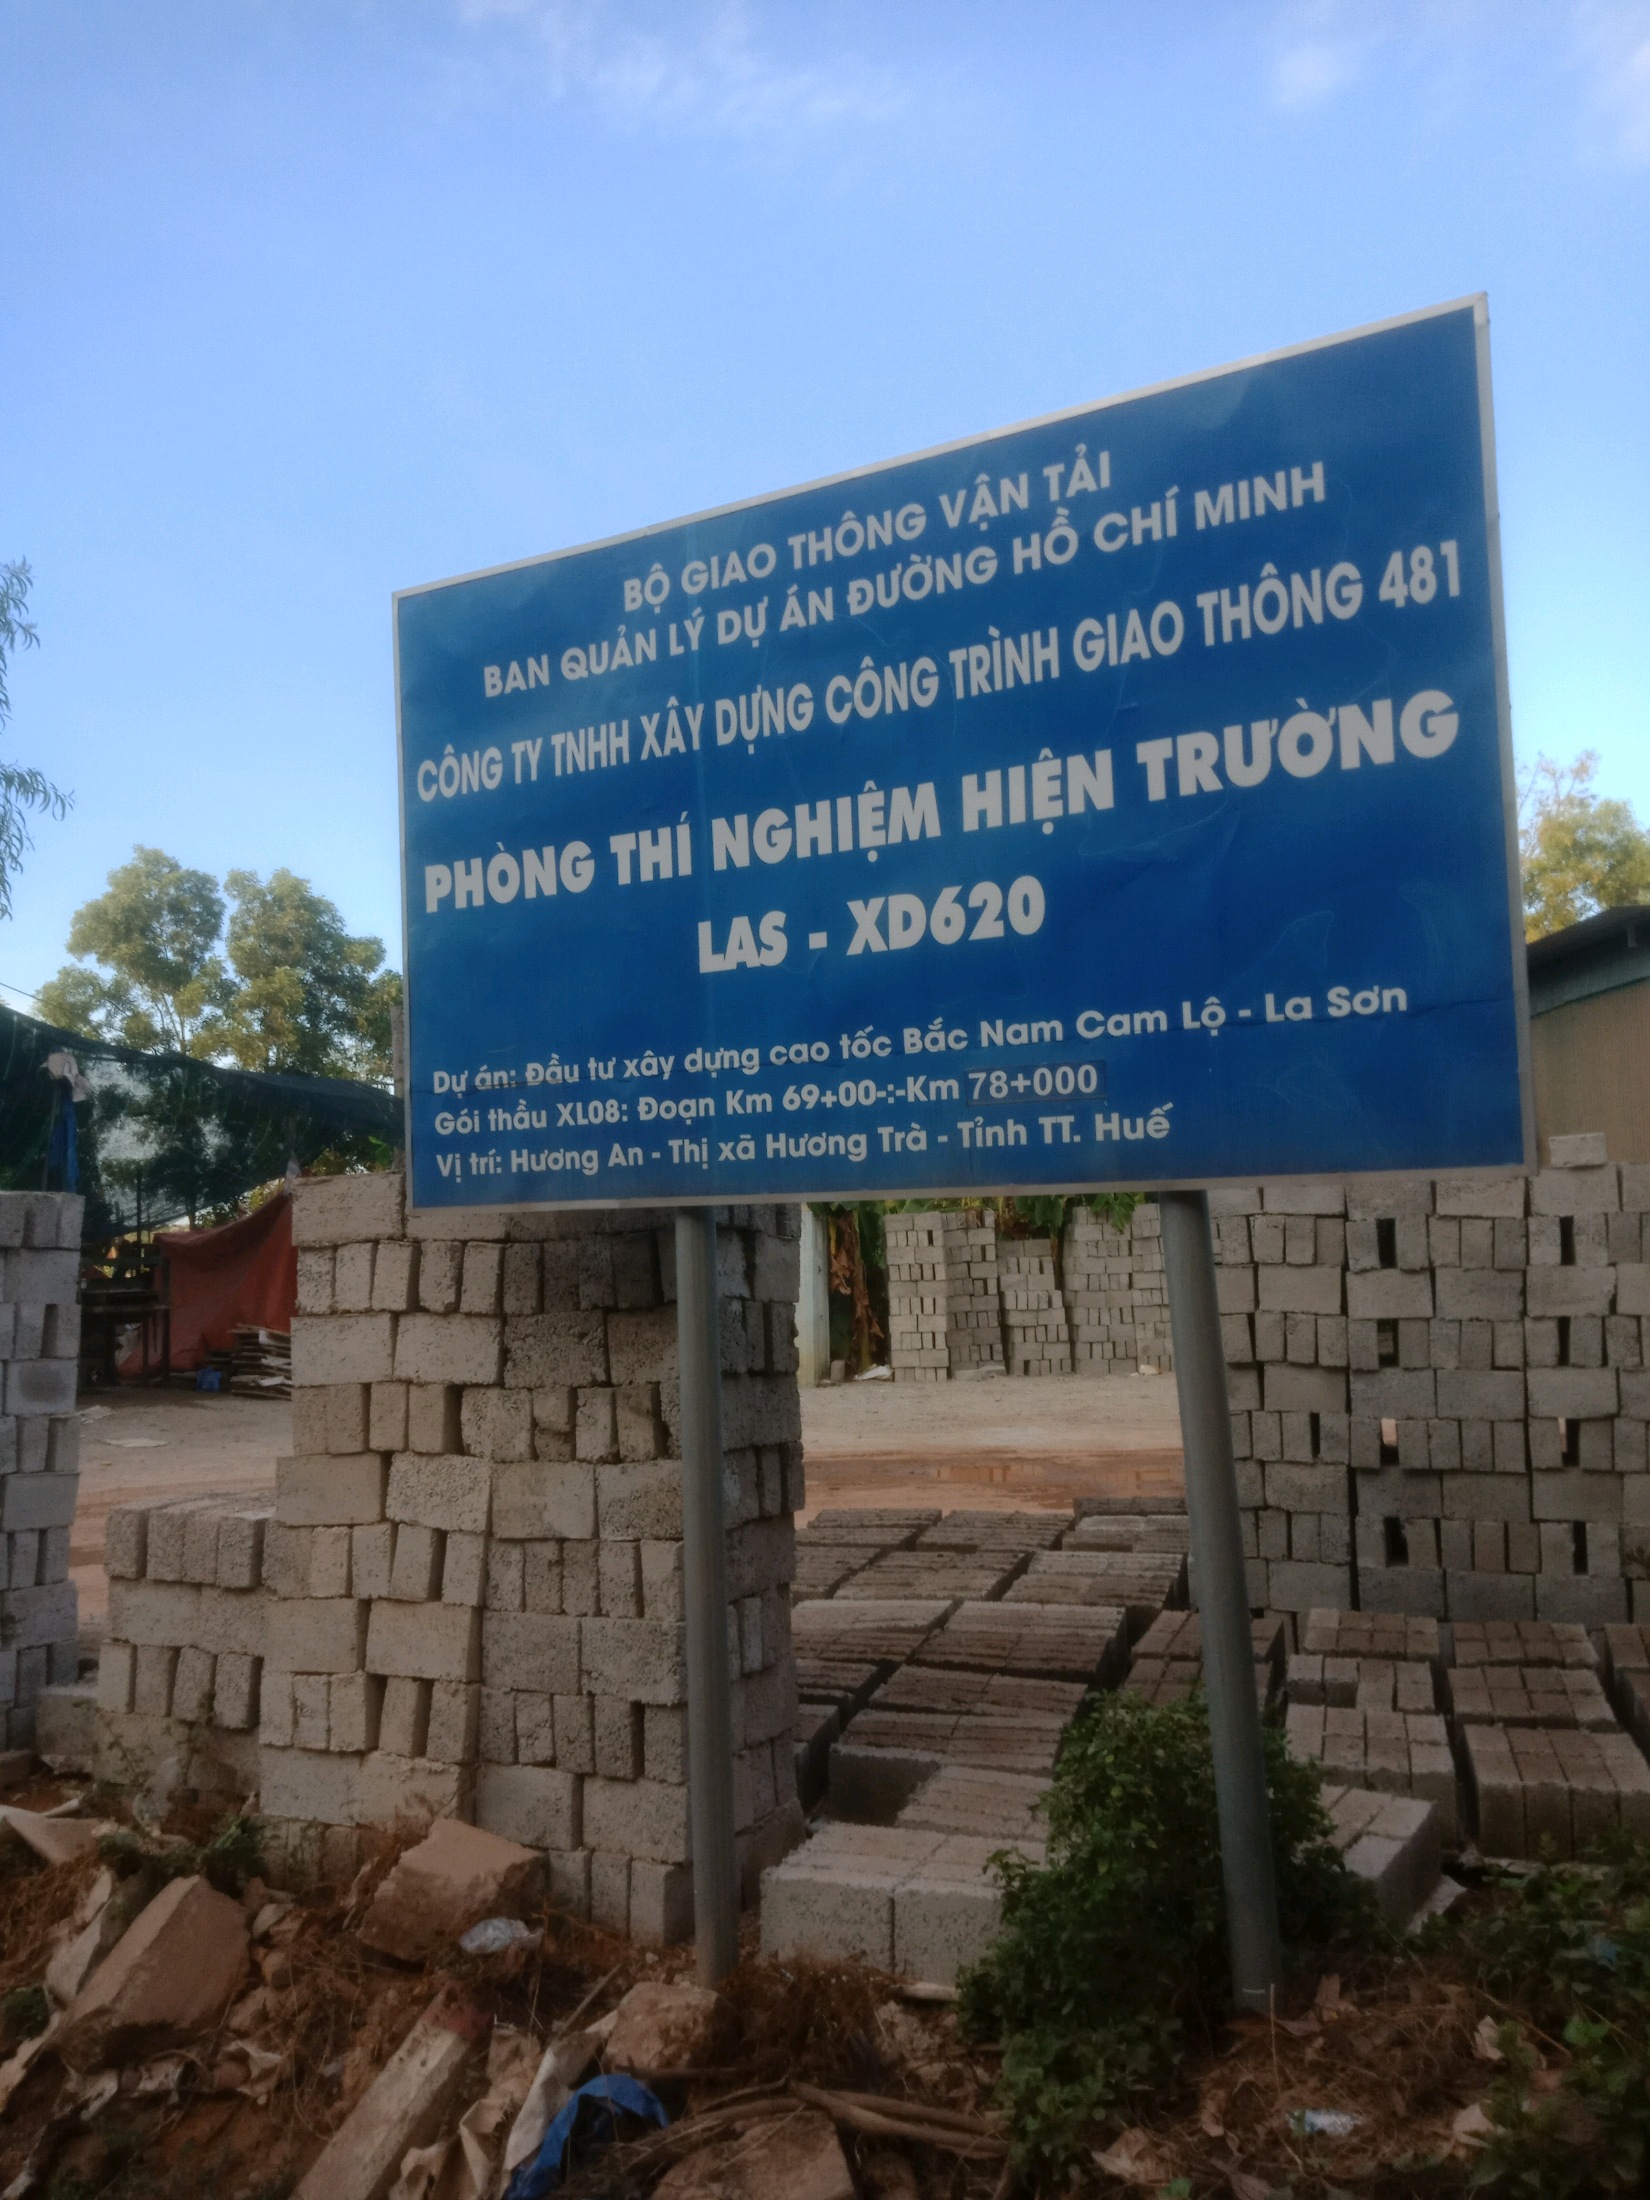 BỘ GIAO THÔNG VẬN TẢI
BAN QUẢN LÝ DỰ ÁN ĐƯỜNG HỒ CHÍ MINH
CÔNG TY TNHH XÂY DỰNG CÔNG TRÌNH GIAO THÔNG 481
PHÒNG THÍ NGHIỆM HIỆN TRƯỜNG
LAS - XD620
Dự án: Đầu tư xây dựng cao tốc Bắc Nam Cam Lộ - La Sơn
Gói thầu XL08: Đoạn Km 69+00-:-Km 78+000
Vị trí: Hương An - Thị xã Hương Trà - Tỉnh TT. Huế